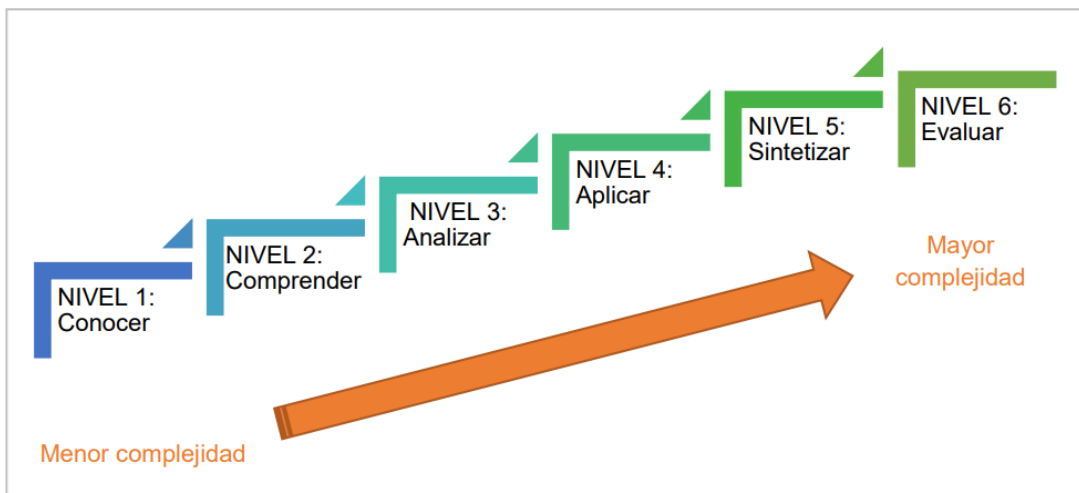 NIVEL 1:
Conocer
NIVEL 2:
Comprender
NIVEL 3:
Analizar
NIVEL 4:
Aplicar
NIVEL 5:
Sintetizar
NIVEL 6:
Evaluar
Mayor
complejidad
Menor complejidad